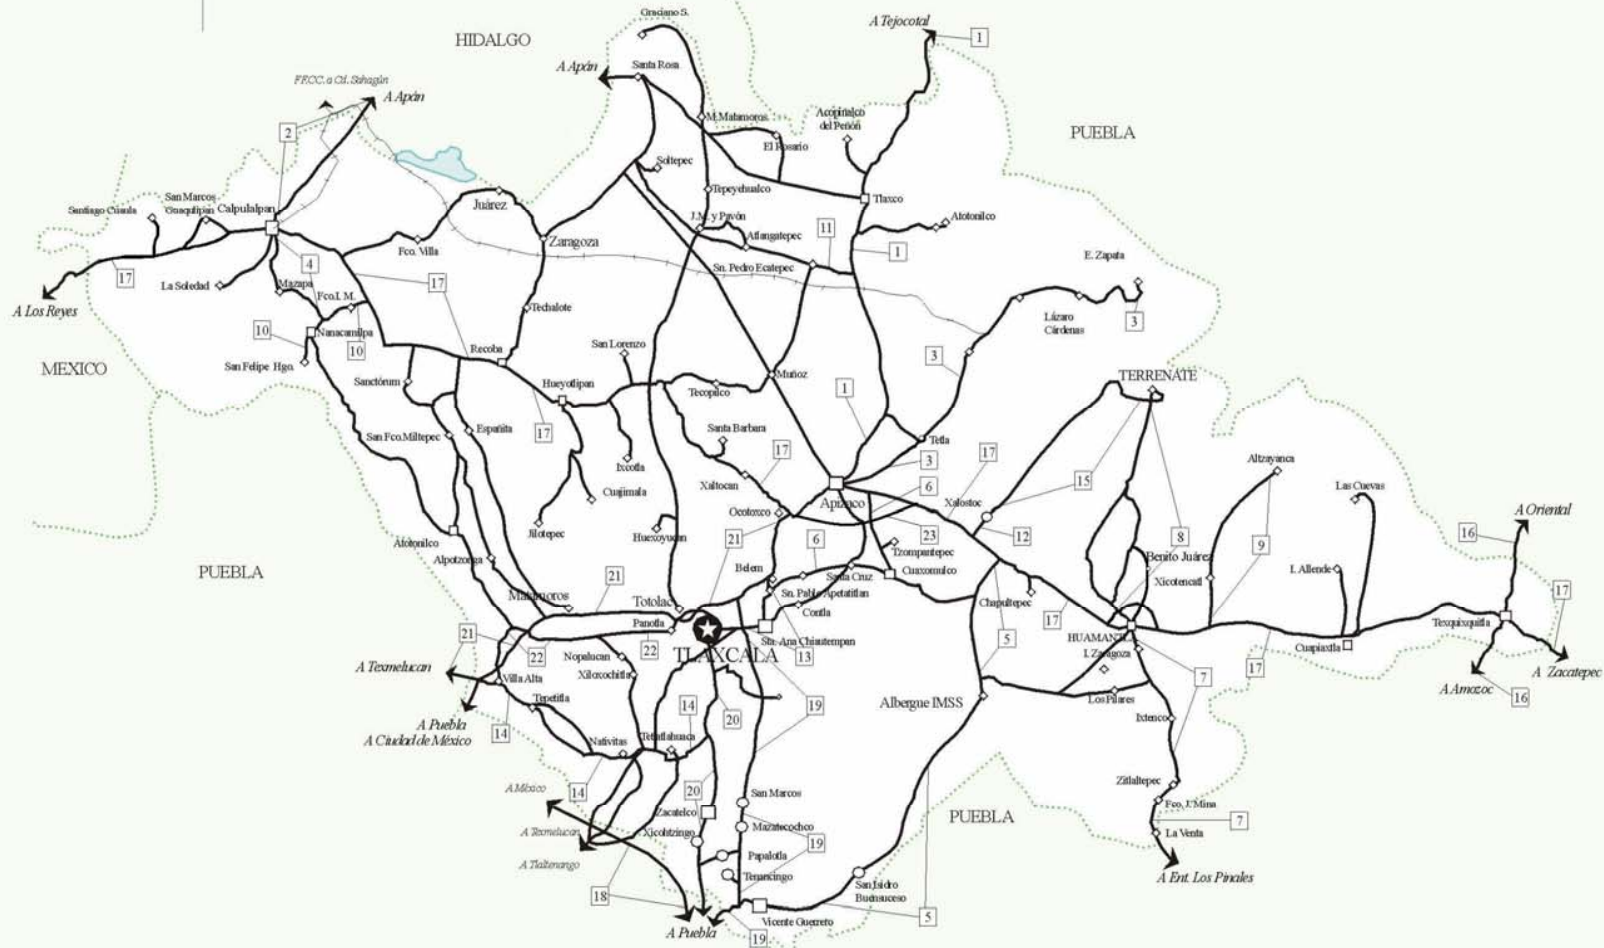 Graciano S.
A Tejocotal
1
HIDALGO
A Apán
Santa Rosa
FF.CC. a Cd. Sahagún
A Apán
2
M. Matamoros
Acopinalco
del Peñón
PUEBLA
El Rosario
Soltepec
Tepeyehualco
Tlaxco
Santiago Cuaula
San Marcos
Guaquilpan
Calpulalpan
Juárez
J.M. y Pavón
Atlangatepec
11
Atotonilco
Zaragoza
Fco. Villa
1
E. Zapata
4
Sn. Pedro Ecatepec
17
La Soledad
Mazapa
17
Fco.I. M.
A Los Reyes
Techalote
Lázaro
Cárdenas
3
10
Nanacamilpa
10
San Lorenzo
Recoba
3
MEXICO
San Felipe Hgo.
Sanctórum
Hueyotlipan
Muñoz
TERRENATE
Tecopilco
1
San Fco. Miltepec
Españita
17
Santa Barbara
Tetla
17
17
Altzayanca
Ixcotla
3
Xaltocan
6
15
Las Cuevas
Cuajimala
Apizaco
Xalostoc
Ocotoxco
A Oriental
Jilotepec
Huexoyucan
21
6
23
12
8
9
16
Atotonilco
Tzompantepec
Alpotzonga
Belem
Santa Cruz
Cuaxomulco
Benito Juárez
Xicotencatl
I. Allende
PUEBLA
21
Sn. Pablo Apetatitlan
Chapultepec
17
Matamoros
Totolac
Contla
17
Panotla
Sta. Ana Chiautempan
5
HUAMANTLA
Texquixquitla
21
22
22
TLAXCALA
13
I. Zaragoza
17
Cuapiaxtla
A Texmelucan
Nopalucan
Xiloxochitla
7
A Zacatepec
Villa Alta
Albergue IMSS
Los Pilares
A Amozoc
16
Tepetitla
14
20
19
Ixtenco
A Puebla
A Ciudad de México
14
Nativitas
Tetlatlahuaca
Zitlaltepec
A México
14
20
San Marcos
Fco. J. Mina
PUEBLA
7
Zacatelco
Xicohtzingo
Mazatecochco
A Texmelucan
La Venta
19
A Tlaltenango
Papalotla
Tenancingo
A Ent. Los Pinales
18
San Isidro
Buensuceso
Vicente Guerrero
5
A Puebla
19